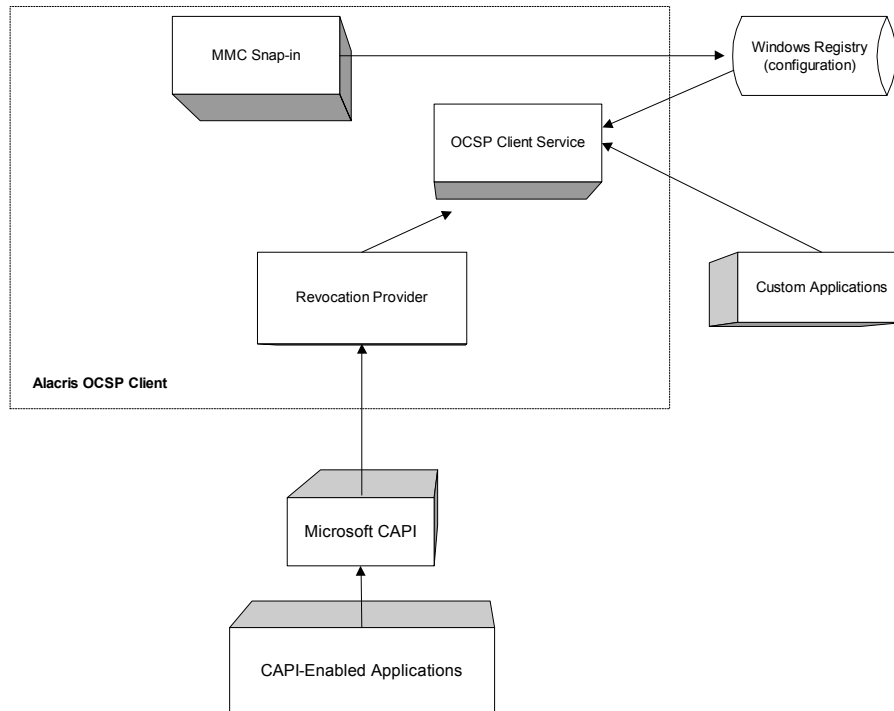 MMC Snap-in
Windows Registry
(configuration)
OCSP Client Service
Revocation Provider
Custom Applications
Alacris OCSP Client
Microsoft CAPI
CAPI-Enabled Applications